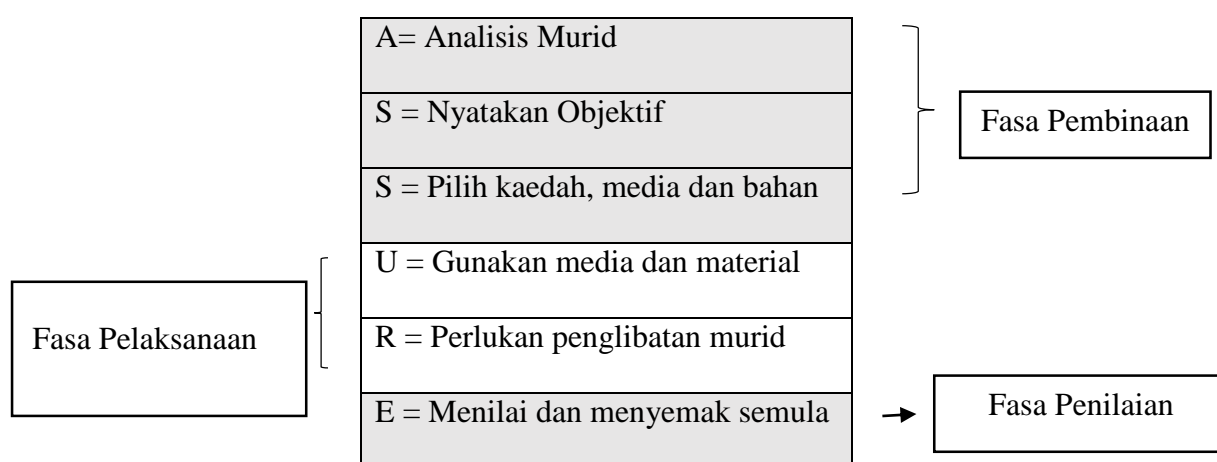 A= Analisis Murid
S = Nyatakan Objektif
Fasa Pembinaan
S = Pilih kaedah, media dan bahan
U = Gunakan media dan material
Fasa Pelaksanaan
R = Perlukan penglibatan murid
E = Menilai dan menyemak semula
Fasa Penilaian